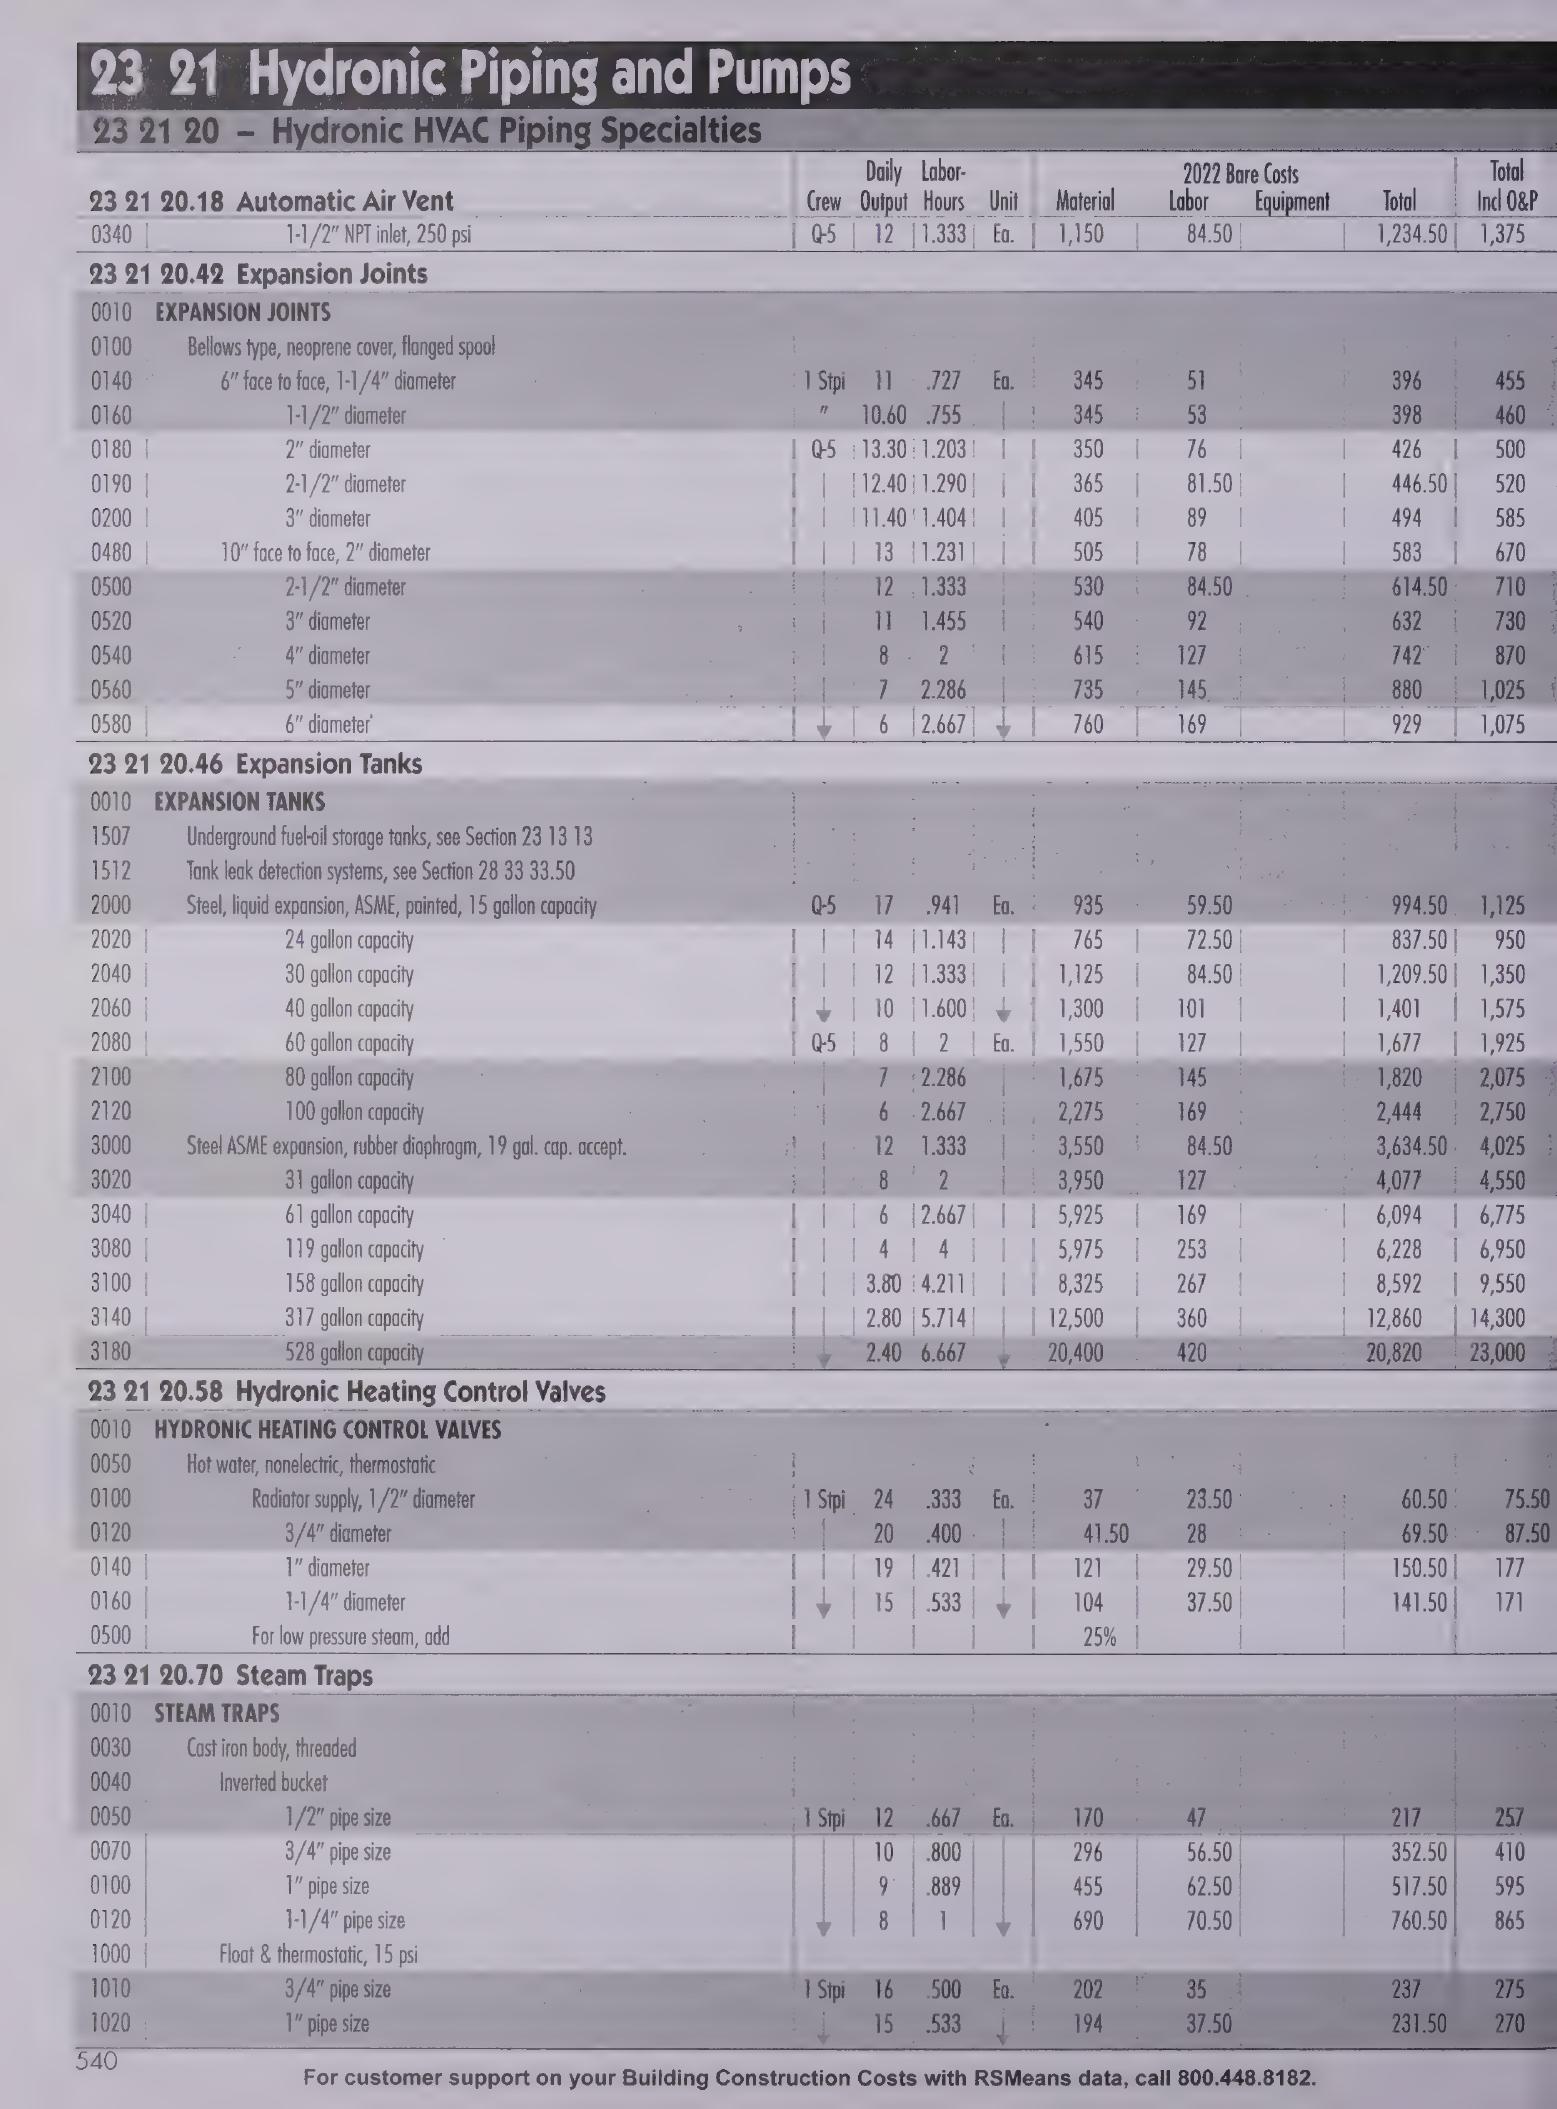 23 21 Hydronic Piping and Pumps
23 21 20 – Hydronic HVAC Piping Specialties
Daily Labor- 2022 Bare Costs Total
23 21 20.18 Automatic Air Vent Crew Output Hours Unit Material Labor Equipment Total Incl O&P
0340 1-1/2" NPT inlet, 250 psi Q-5 12 1.333 Ea. 1,150 84.50 1,234.50 1,375
23 21 20.42 Expansion Joints
0010 EXPANSION JOINTS
0100 Bellows type, neoprene cover, flanged spool
0140 6" face to face, 1-1/4" diameter 1 Stpi 11 .727 Ea. 345 51 396 455
0160 1-1/2" diameter " 10.60 .755 345 53 398 460
0180 2" diameter Q-5 13.30 1.203 350 76 426 500
0190 2-1/2" diameter 12.40 1.290 365 81.50 446.50 520
0200 3" diameter 11.40 1.404 405 89 494 585
0480 10" face to face, 2" diameter 13 1.231 505 78 583 670
0500 2-1/2" diameter 12 1.333 530 84.50 614.50 710
0520 3" diameter 11 1.455 540 92 632 730
0540 4" diameter 8 2 615 127 742 870
0560 5" diameter 7 2.286 735 145 880 1,025
0580 6" diameter 6 2.667 760 169 929 1,075
23 21 20.46 Expansion Tanks
0010 EXPANSION TANKS
1507 Underground fuel-oil storage tanks, see Section 23 13 13
1512 Tank leak detection systems, see Section 28 33 33.50
2000 Steel, liquid expansion, ASME, painted, 15 gallon capacity Q-5 17 .941 Ea. 935 59.50 994.50 1,125
2020 24 gallon capacity 14 1.143 765 72.50 837.50 950
2040 30 gallon capacity 12 1.333 1,125 84.50 1,209.50 1,350
2060 40 gallon capacity 10 1.600 1,300 101 1,401 1,575
2080 60 gallon capacity Q-5 8 2 Ea. 1,550 127 1,677 1,925
2100 80 gallon capacity 7 2.286 1,675 145 1,820 2,075
2120 100 gallon capacity 6 2.667 2,275 169 2,444 2,750
3000 Steel ASME expansion, rubber diaphragm, 19 gal. cap. accept. 12 1.333 3,550 84.50 3,634.50 4,025
3020 31 gallon capacity 8 2 3,950 127 4,077 4,550
3040 61 gallon capacity 6 2.667 5,925 169 6,094 6,775
3080 119 gallon capacity 4 4 5,975 253 6,228 6,950
3100 158 gallon capacity 3.80 4.211 8,325 267 8,592 9,550
3140 317 gallon capacity 2.80 5.714 12,500 360 12,860 14,300
3180 528 gallon capacity 2.40 6.667 20,400 420 20,820 23,000
23 21 20.58 Hydronic Heating Control Valves
0010 HYDRONIC HEATING CONTROL VALVES
0050 Hot water, nonelectric, thermostatic
0100 Radiator supply, 1/2" diameter 1 Stpi 24 .333 Ea. 37 23.50 60.50 75.50
0120 3/4" diameter 20 .400 41.50 28 69.50 87.50
0140 1" diameter 19 .421 121 29.50 150.50 177
0160 1-1/4" diameter 15 .533 104 37.50 141.50 171
0500 For low pressure steam, add 25%
23 21 20.70 Steam Traps
0010 STEAM TRAPS
0030 Cast iron body, threaded
0040 Inverted bucket
0050 1/2" pipe size 1 Stpi 12 .667 Ea. 170 47 217 257
0070 3/4" pipe size 10 .800 296 56.50 352.50 410
0100 1" pipe size 9 .889 455 62.50 517.50 595
0120 1-1/4" pipe size 8 1 690 70.50 760.50 865
1000 Float & thermostatic, 15 psi
1010 3/4" pipe size 1 Stpi 16 .500 Ea. 202 35 237 275
1020 1" pipe size 15 .533 194 37.50 231.50 270
540
For customer support on your Building Construction Costs with RSMeans data, call 800.448.8182.